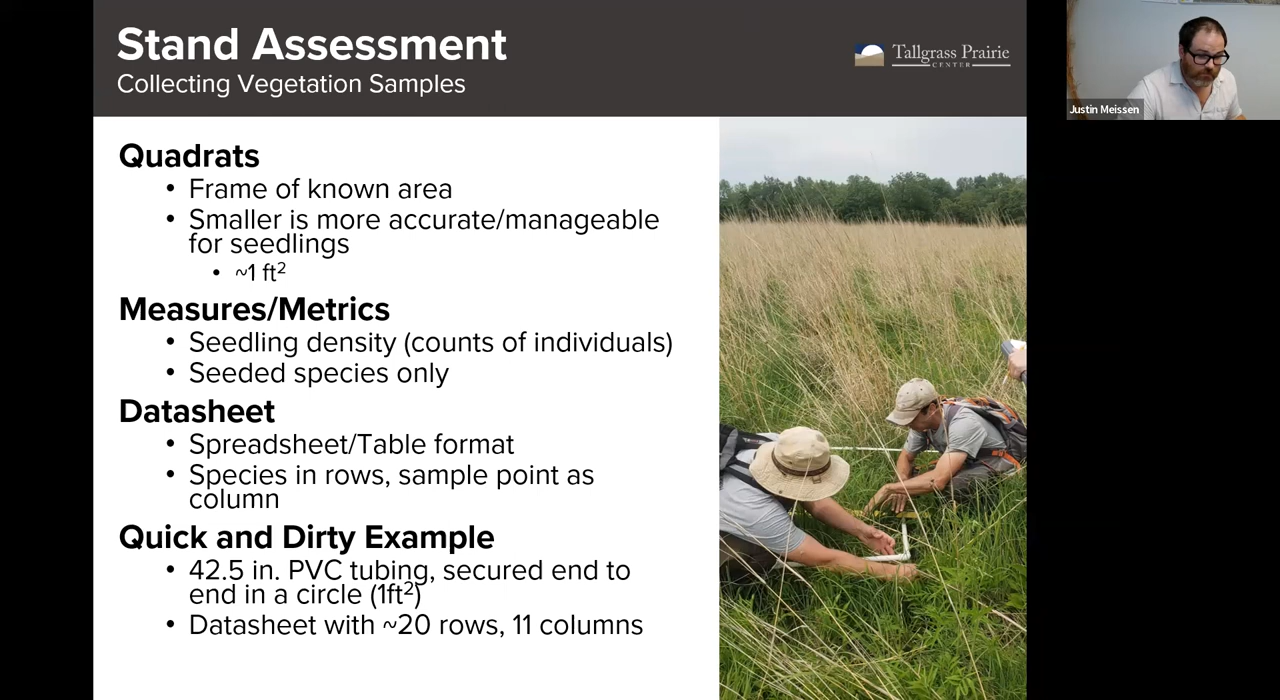 Stand Assessment
Collecting Vegetation Samples
Tallgrass Prairie
CENTER
Justin Meissen
Quadrats
• Frame of known area
• Smaller is more accurate/manageable
for seedlings
• ~1 ft²
Measures/Metrics
• Seedling density (counts of individuals)
• Seeded species only
Datasheet
• Spreadsheet/Table format
• Species in rows, sample point as
column
Quick and Dirty Example
• 42.5 in. PVC tubing, secured end to
end in a circle (1ft²)
• Datasheet with ~20 rows, 11 columns